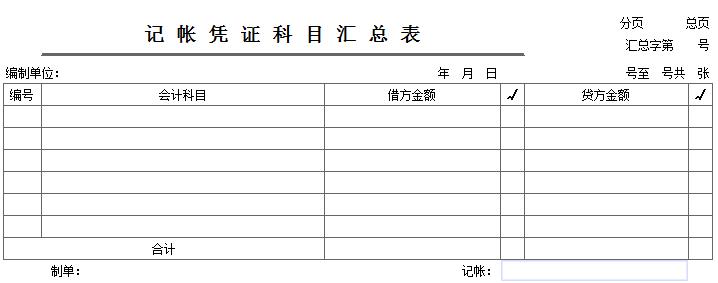 分页 总页
记帐凭证科目汇总表
汇总字第 号
编制单位： 年 月 日 号至 号共 张
编号 会计科目 借方金额 √ 贷方金额 √
合计
制单： 记帐：